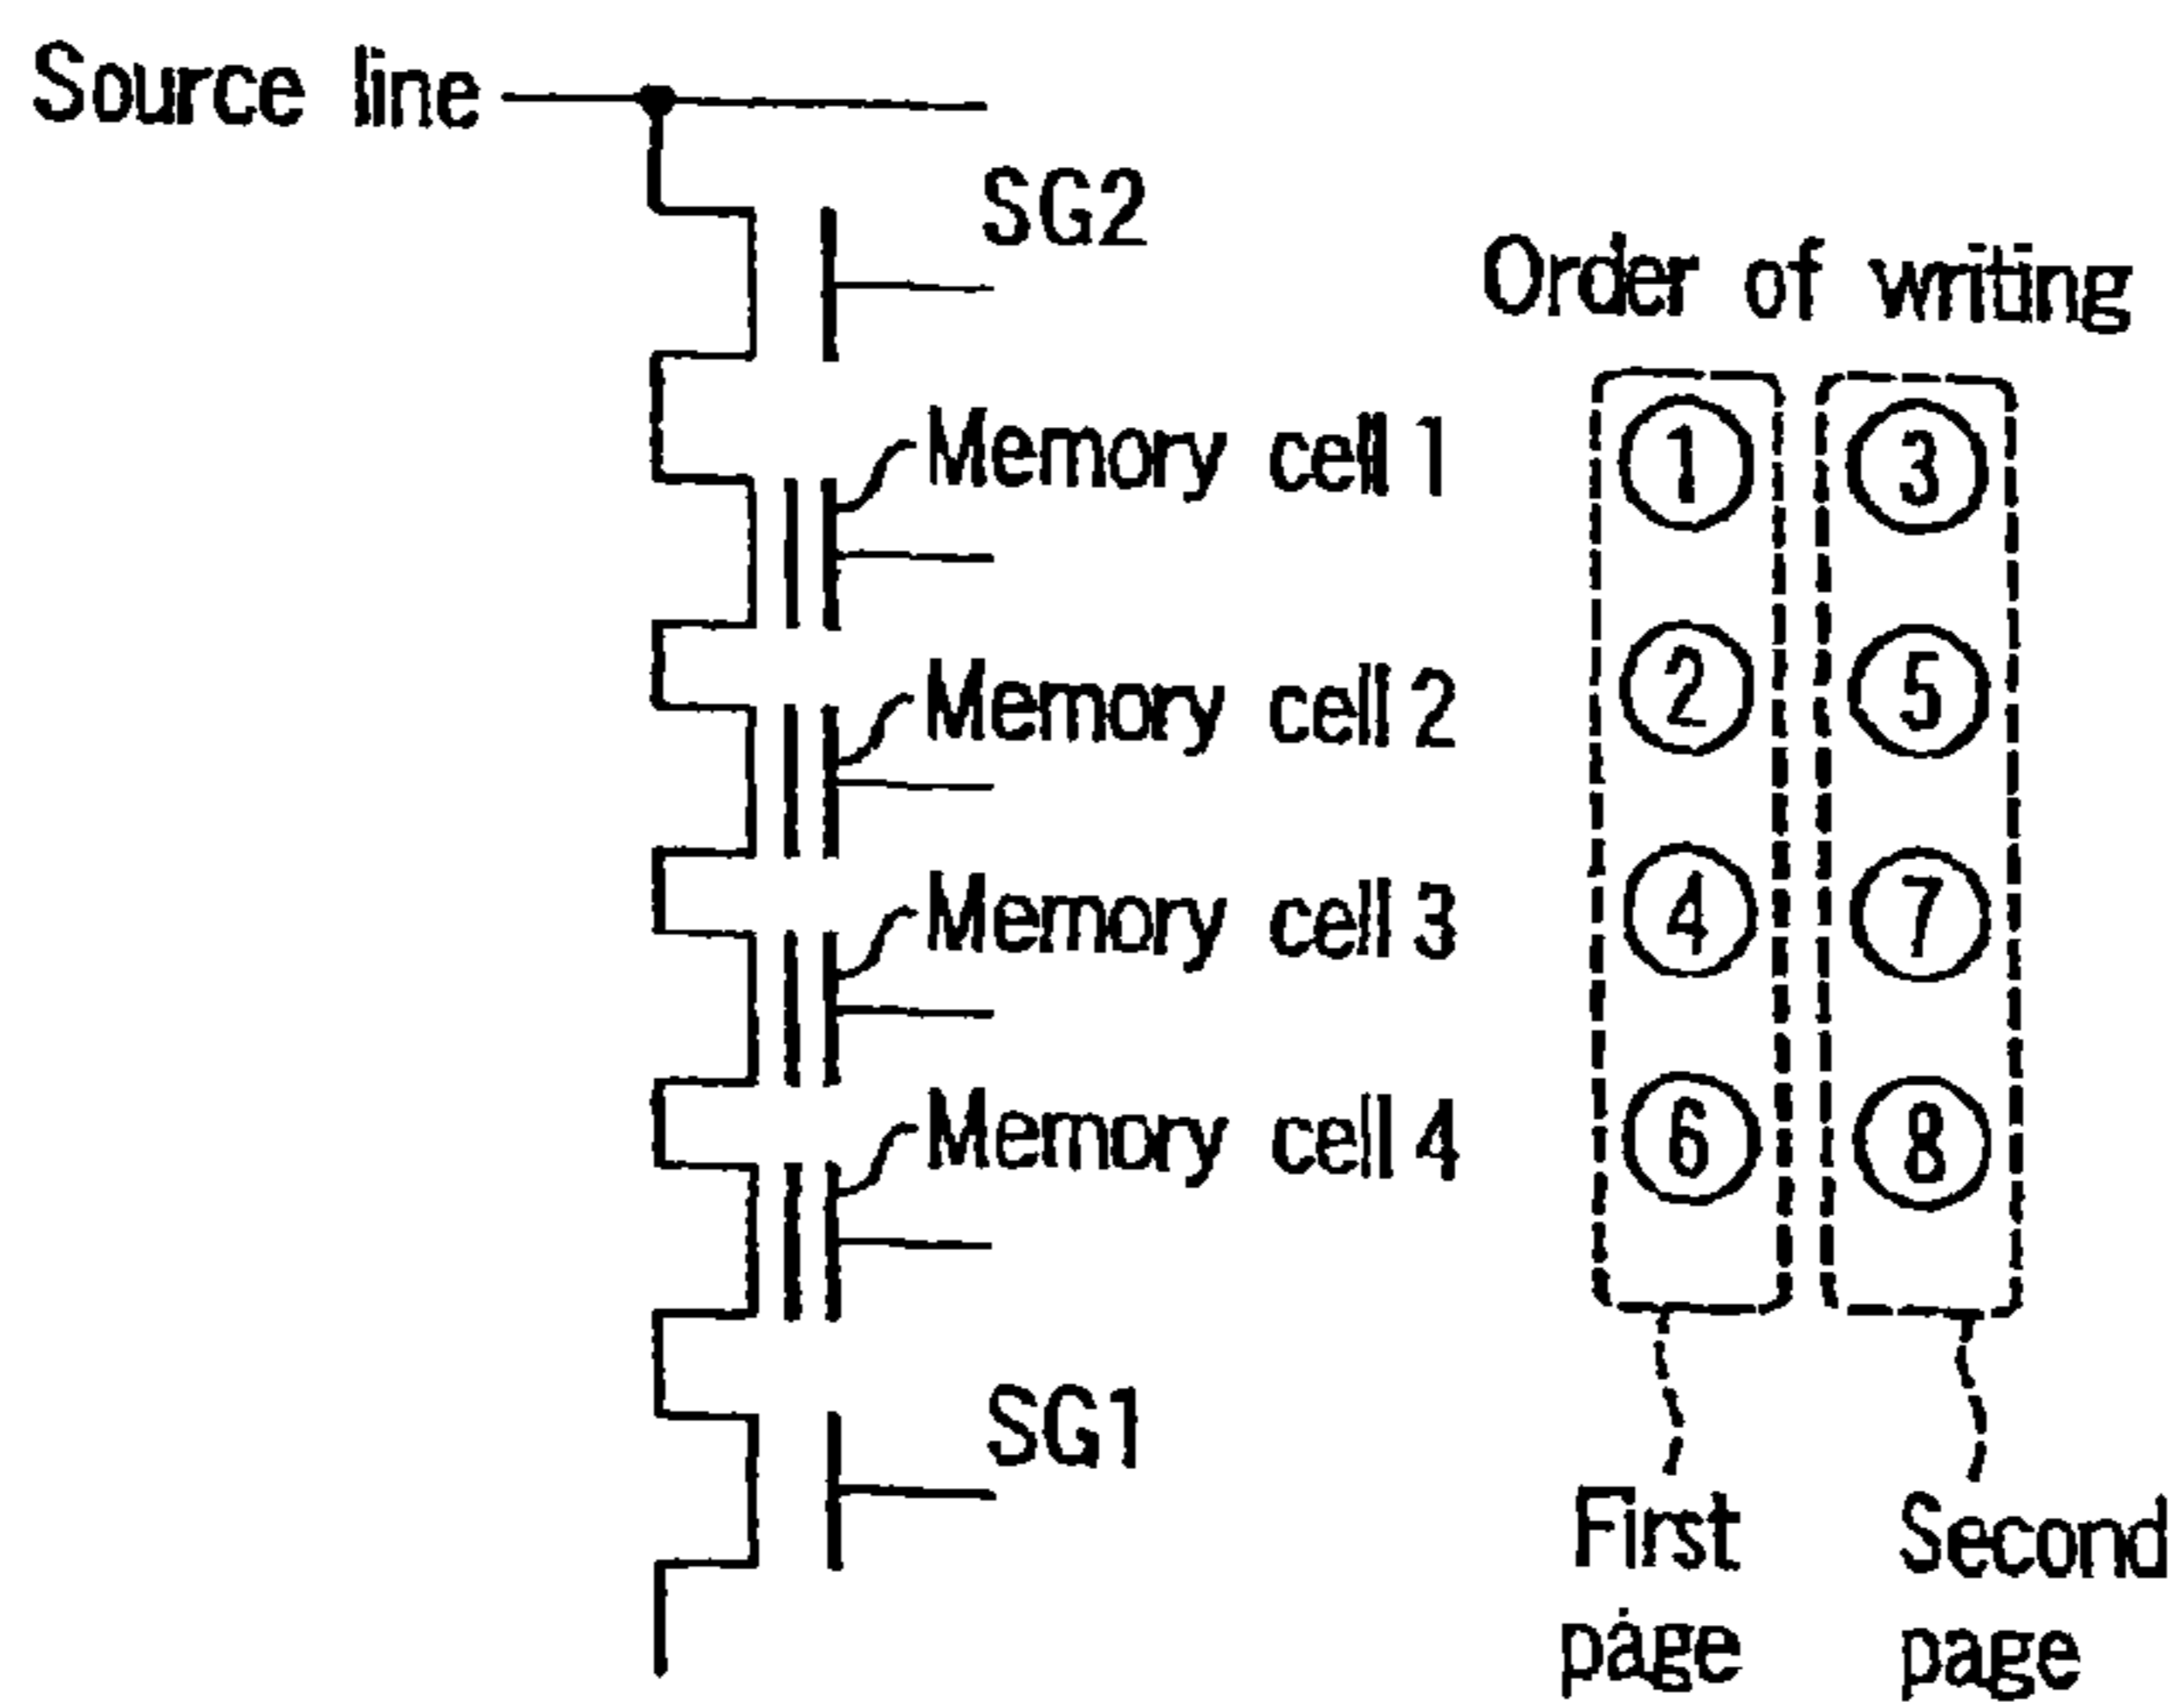 Source line
SG2
Order of writing
Memory cell 1
1 3
Memory cell 2
2 5
Memory cell 3
4 7
Memory cell 4
6 8
SG1
First page
Second page